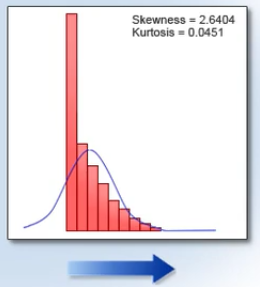 Skewness = 2.6404
Kurtosis = 0.0451